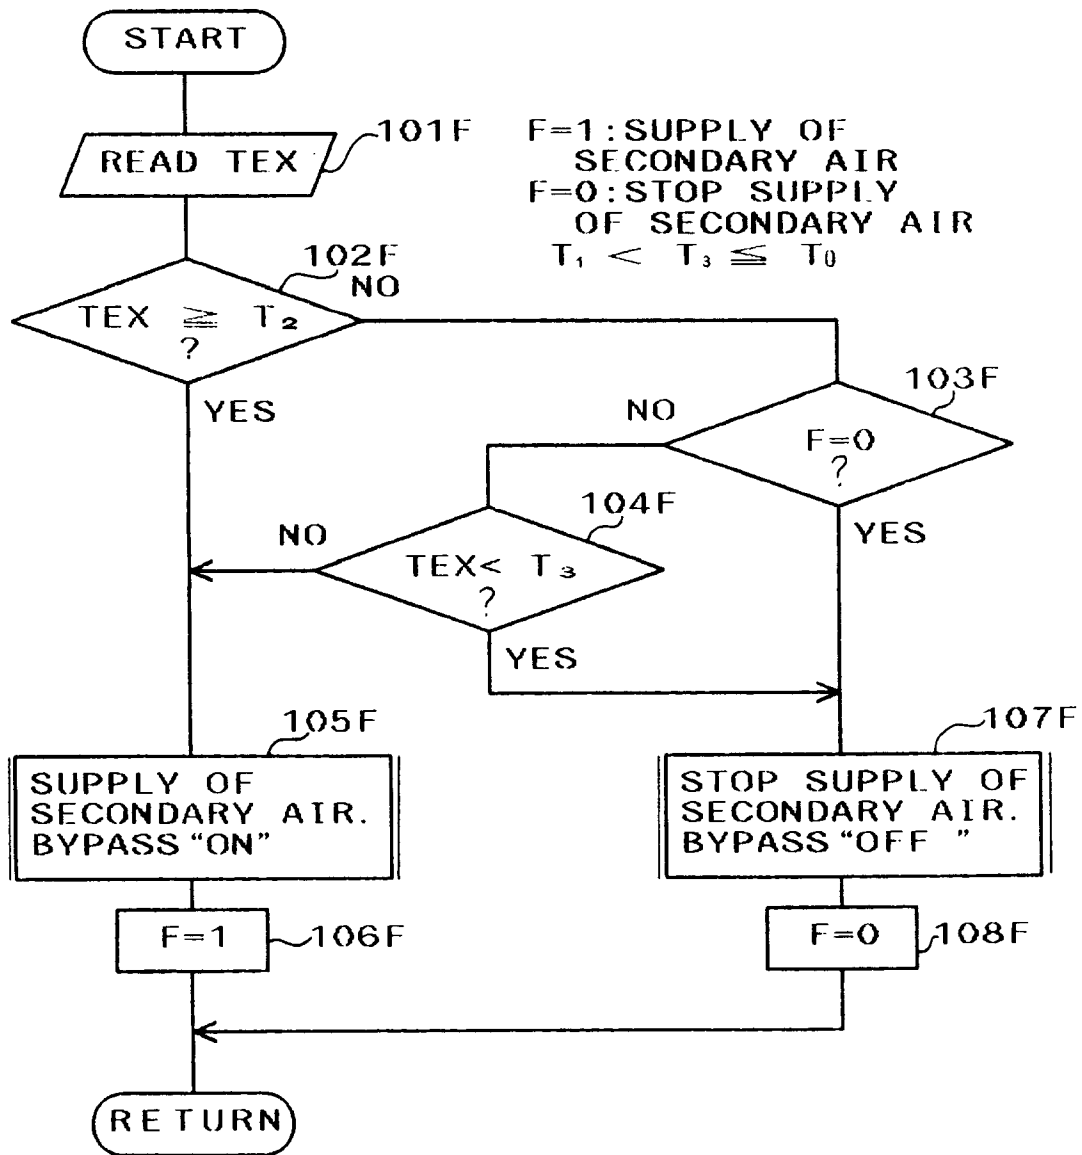 START
READ TEX
101F
F=1:SUPPLY OF
SECONDARY AIR
F=0:STOP SUPPLY
OF SECONDARY AIR
T₁ < T₃ ≦ T₀
102F
NO
TEX ≧ T₂
?
YES
103F
NO
F=0
?
YES
104F
NO
TEX< T₃
?
YES
105F
SUPPLY OF
SECONDARY AIR.
BYPASS "ON"
107F
STOP SUPPLY OF
SECONDARY AIR.
BYPASS "OFF "
F=1
106F
F=0
108F
RETURN